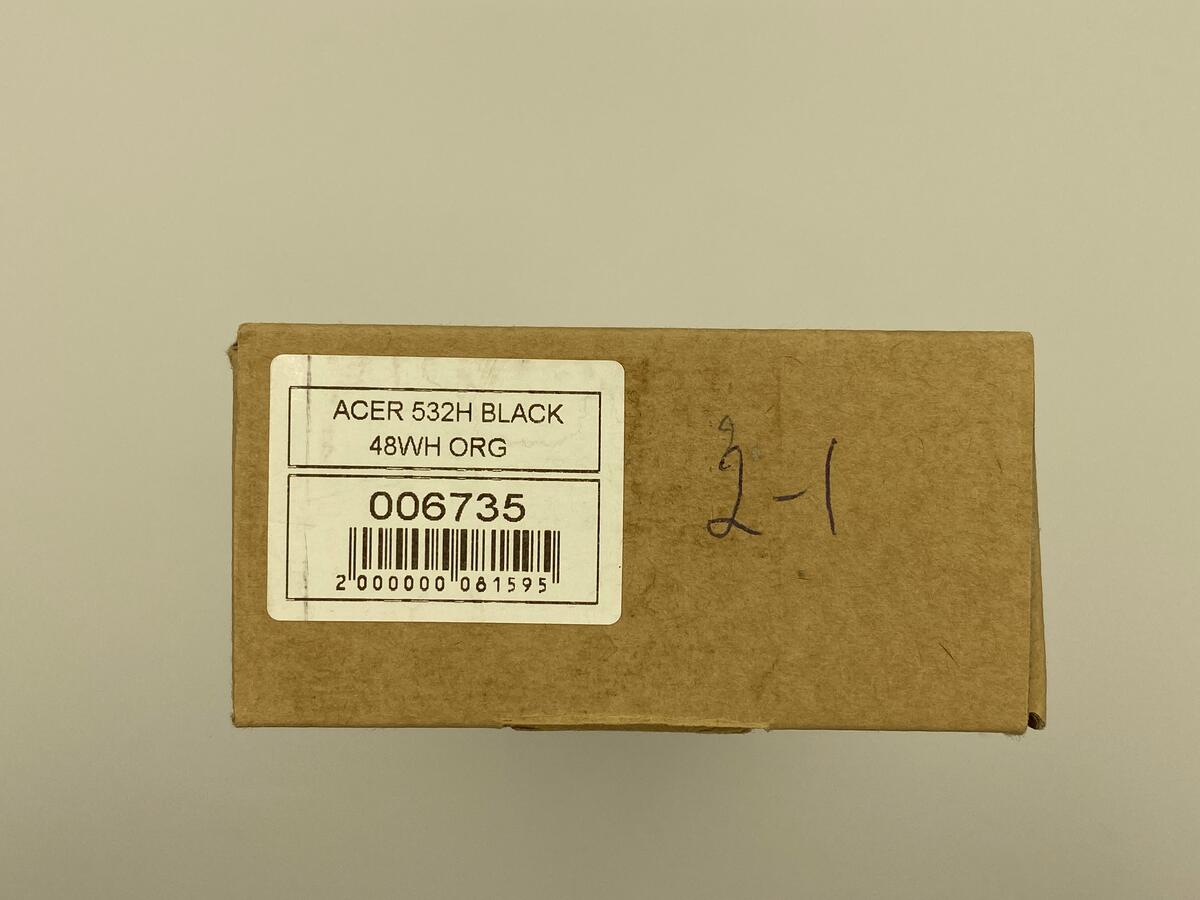 ACER 532H BLACK
48WH ORG
006735
2 000000 081595
2-1